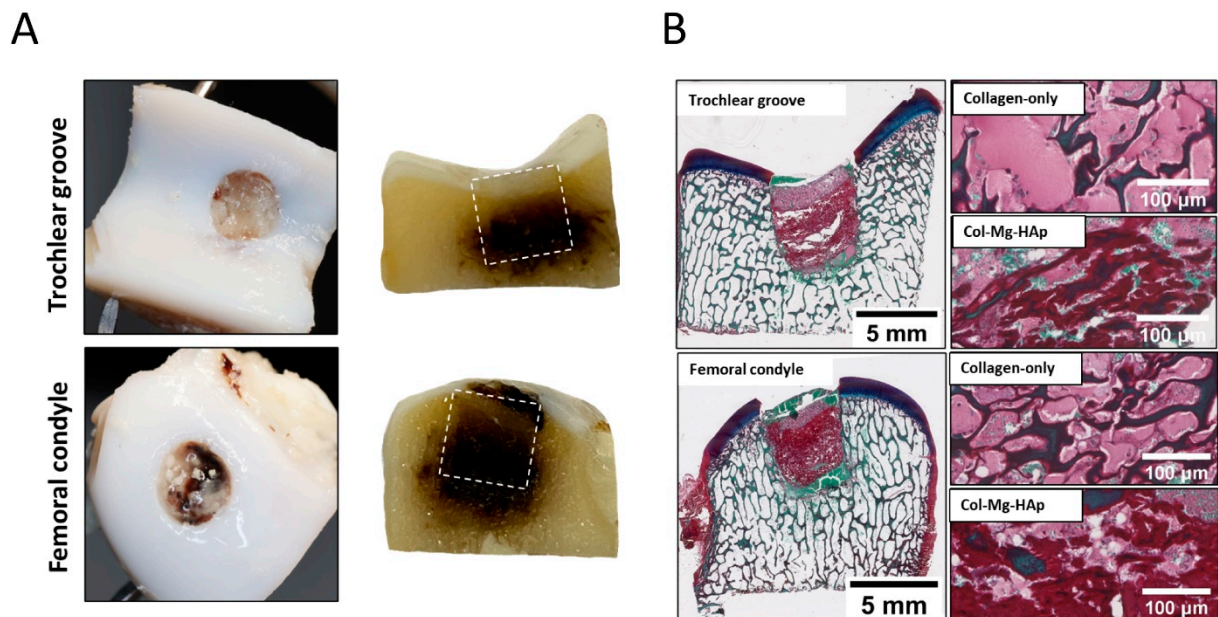 A
B
Trochlear groove
Femoral condyle
Trochlear groove
5 mm
Collagen-only
100 µm
Col-Mg-HAp
100 µm
Femoral condyle
5 mm
Collagen-only
100 µm
Col-Mg-HAp
100 µm